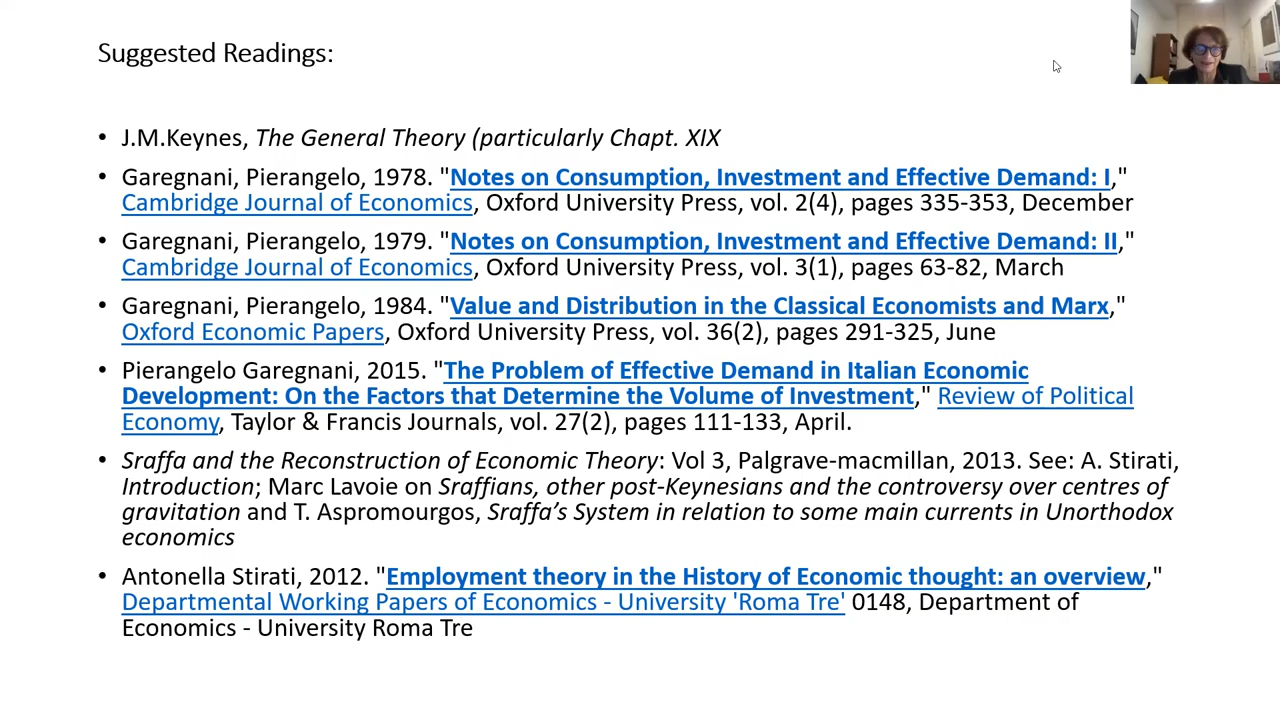 Suggested Readings:
• J.M.Keynes, The General Theory (particularly Chapt. XIX
• Garegnani, Pierangelo, 1978. "Notes on Consumption, Investment and Effective Demand: I,"
Cambridge Journal of Economics, Oxford University Press, vol. 2(4), pages 335-353, December
• Garegnani, Pierangelo, 1979. "Notes on Consumption, Investment and Effective Demand: II,"
Cambridge Journal of Economics, Oxford University Press, vol. 3(1), pages 63-82, March
• Garegnani, Pierangelo, 1984. "Value and Distribution in the Classical Economists and Marx,"
Oxford Economic Papers, Oxford University Press, vol. 36(2), pages 291-325, June
• Pierangelo Garegnani, 2015. "The Problem of Effective Demand in Italian Economic
Development: On the Factors that Determine the Volume of Investment," Review of Political
Economy, Taylor & Francis Journals, vol. 27(2), pages 111-133, April.
• Sraffa and the Reconstruction of Economic Theory: Vol 3, Palgrave-macmillan, 2013. See: A. Stirati,
Introduction; Marc Lavoie on Sraffians, other post-Keynesians and the controversy over centres of
gravitation and T. Aspromourgos, Sraffa's System in relation to some main currents in Unorthodox
economics
• Antonella Stirati, 2012. "Employment theory in the History of Economic thought: an overview,"
Departmental Working Papers of Economics - University 'Roma Tre' 0148, Department of
Economics - University Roma Tre